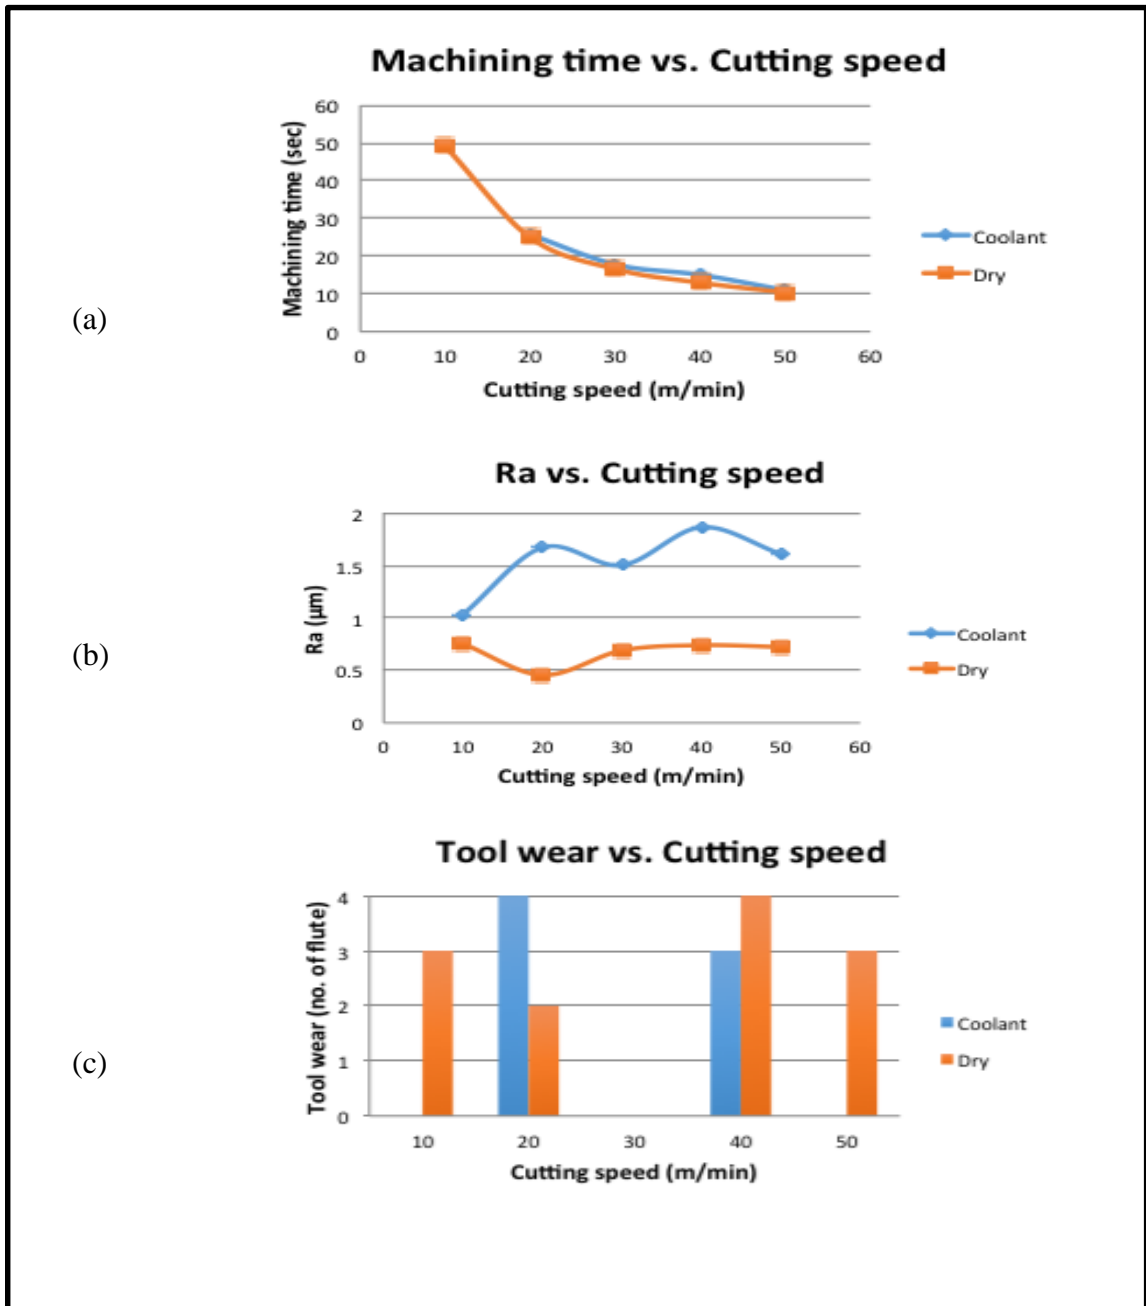 Machining time vs. Cutting speed
60
50
40
30
20
10
0
Machining time (sec)
0 10 20 30 40 50 60
Cutting speed (m/min)
Coolant
Dry
(a)
Ra vs. Cutting speed
2
1.5
1
0.5
0
Ra (µm)
0 10 20 30 40 50 60
Cutting speed (m/min)
Coolant
Dry
(b)
Tool wear vs. Cutting speed
4
3
2
1
0
Tool wear (no. of flute)
10 20 30 40 50
Cutting speed (m/min)
Coolant
Dry
(c)